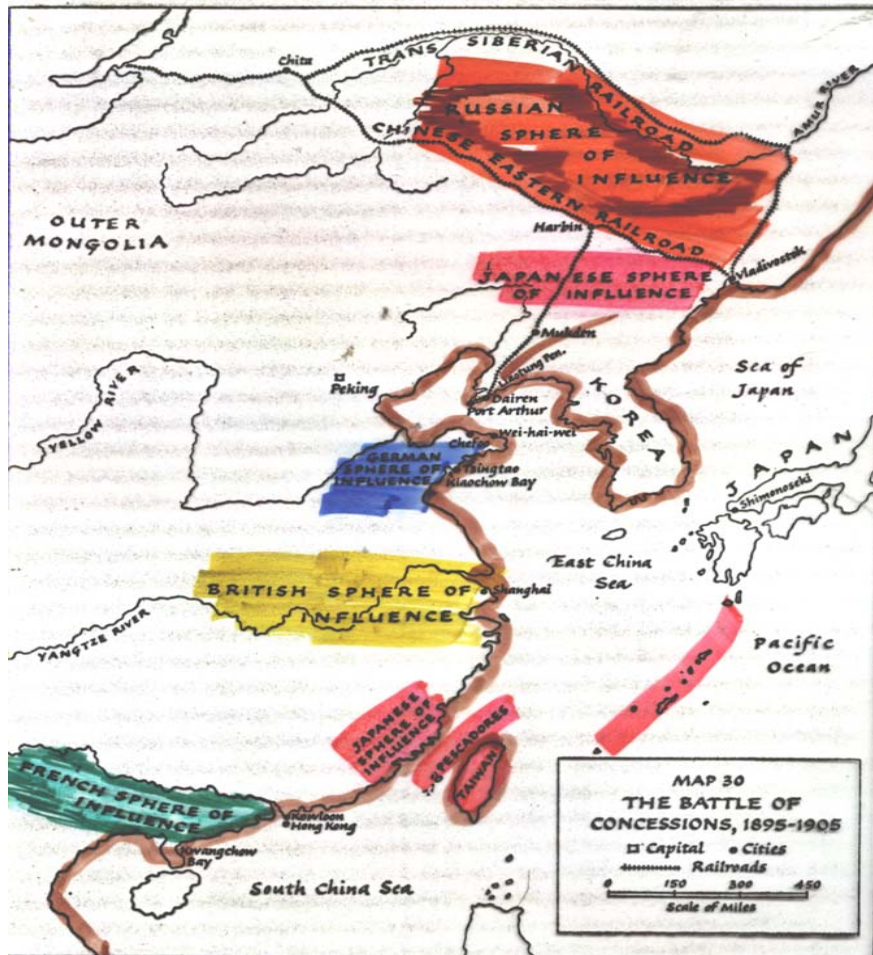 Chita
TRANS SIBERIAN RAILROAD
AMUR RIVER
RUSSIAN
SPHERE
OF
INFLUENCE
CHINESE EASTERN RAILROAD
OUTER
MONGOLIA
Harbin
JAPANESE SPHERE
OF INFLUENCE
Vladivostok
Mukden
Liaotung Pen.
Sea of
Japan
Peking
Dairen
Port Arthur
KOREA
YELLOW RIVER
Wei-hai-wei
Chefoo
GERMAN
SPHERE OF
INFLUENCE
Tsingtao
Kiaochow Bay
JAPAN
Shimonoseki
East China
Sea
BRITISH SPHERE OF
INFLUENCE
Shanghai
YANGTZE RIVER
Pacific
Ocean
JAPANESE
SPHERE OF
INFLUENCE
PESCADORES
TAIWAN
FRENCH SPHERE OF
INFLUENCE
Kowloon
Hong Kong
Kwangchow
Bay
South China Sea
MAP 30
THE BATTLE OF
CONCESSIONS, 1895-1905
Capital
Cities
Railroads
0 150 300 450
Scale of Miles